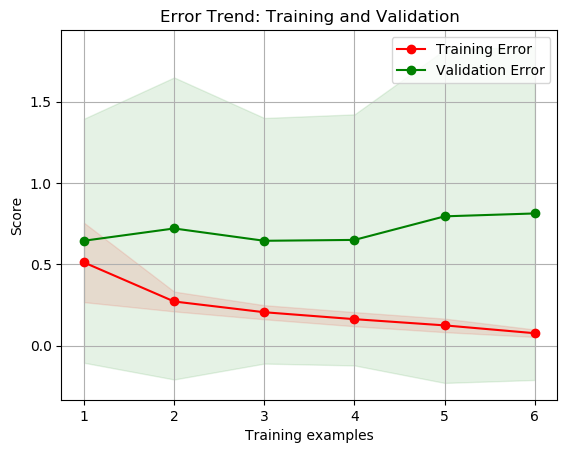 Error Trend: Training and Validation
Training Error
Validation Error
Score
1.5
1.0
0.5
0.0
1 2 3 4 5 6
Training examples